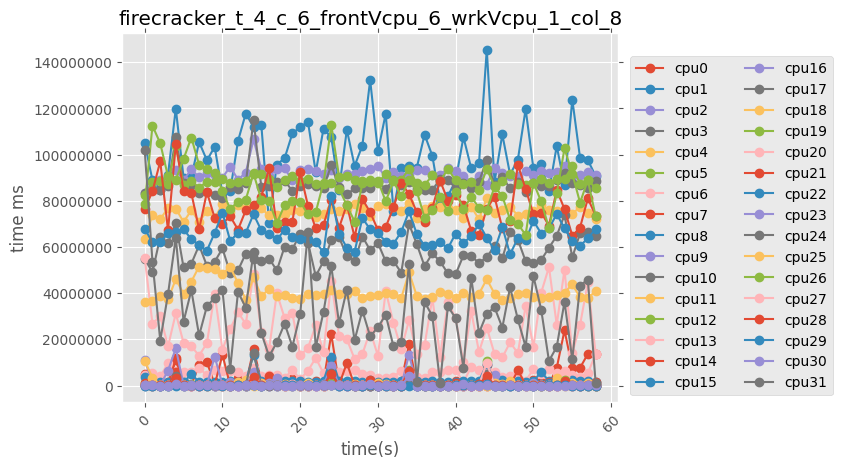 firecracker_t_4_c_6_frontVcpu_6_wrkVcpu_1_col_8
time ms
140000000
120000000
100000000
80000000
60000000
40000000
20000000
0
0
10
20
30
40
50
60
time(s)
cpu0
cpu1
cpu2
cpu3
cpu4
cpu5
cpu6
cpu7
cpu8
cpu9
cpu10
cpu11
cpu12
cpu13
cpu14
cpu15
cpu16
cpu17
cpu18
cpu19
cpu20
cpu21
cpu22
cpu23
cpu24
cpu25
cpu26
cpu27
cpu28
cpu29
cpu30
cpu31